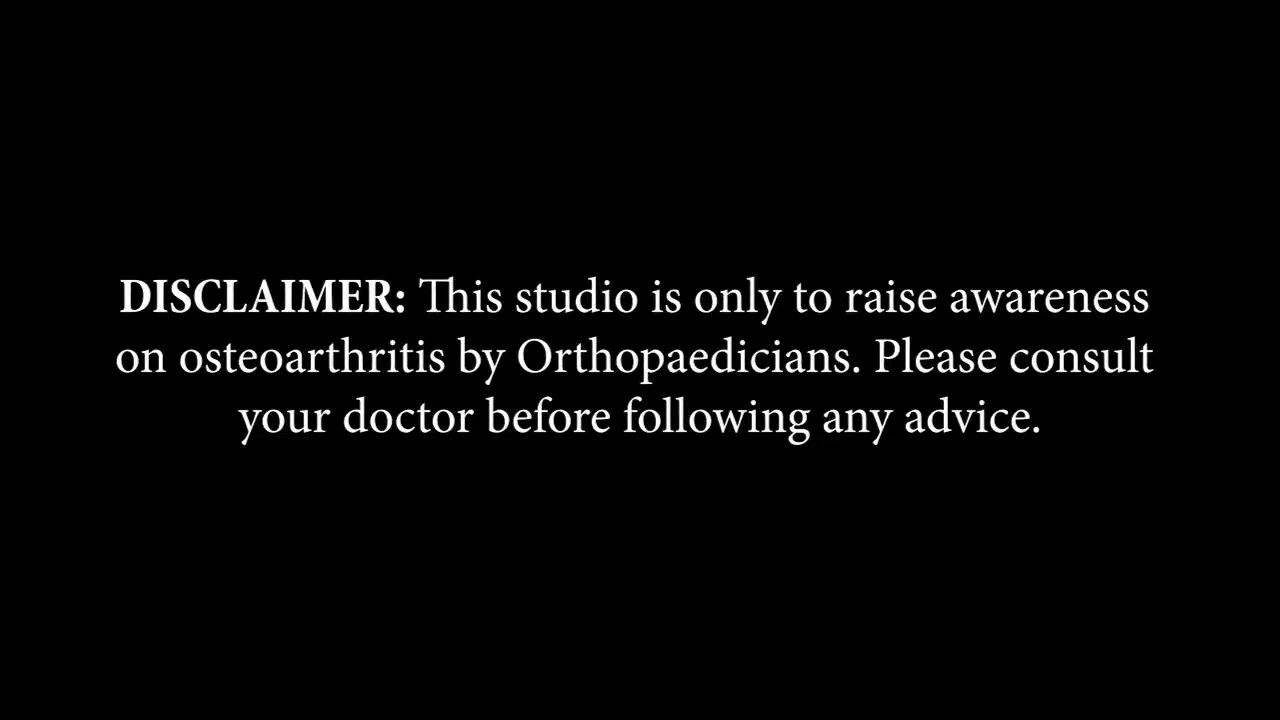 DISCLAIMER: This studio is only to raise awareness
on osteoarthritis by Orthopaedicians. Please consult
your doctor before following any advice.